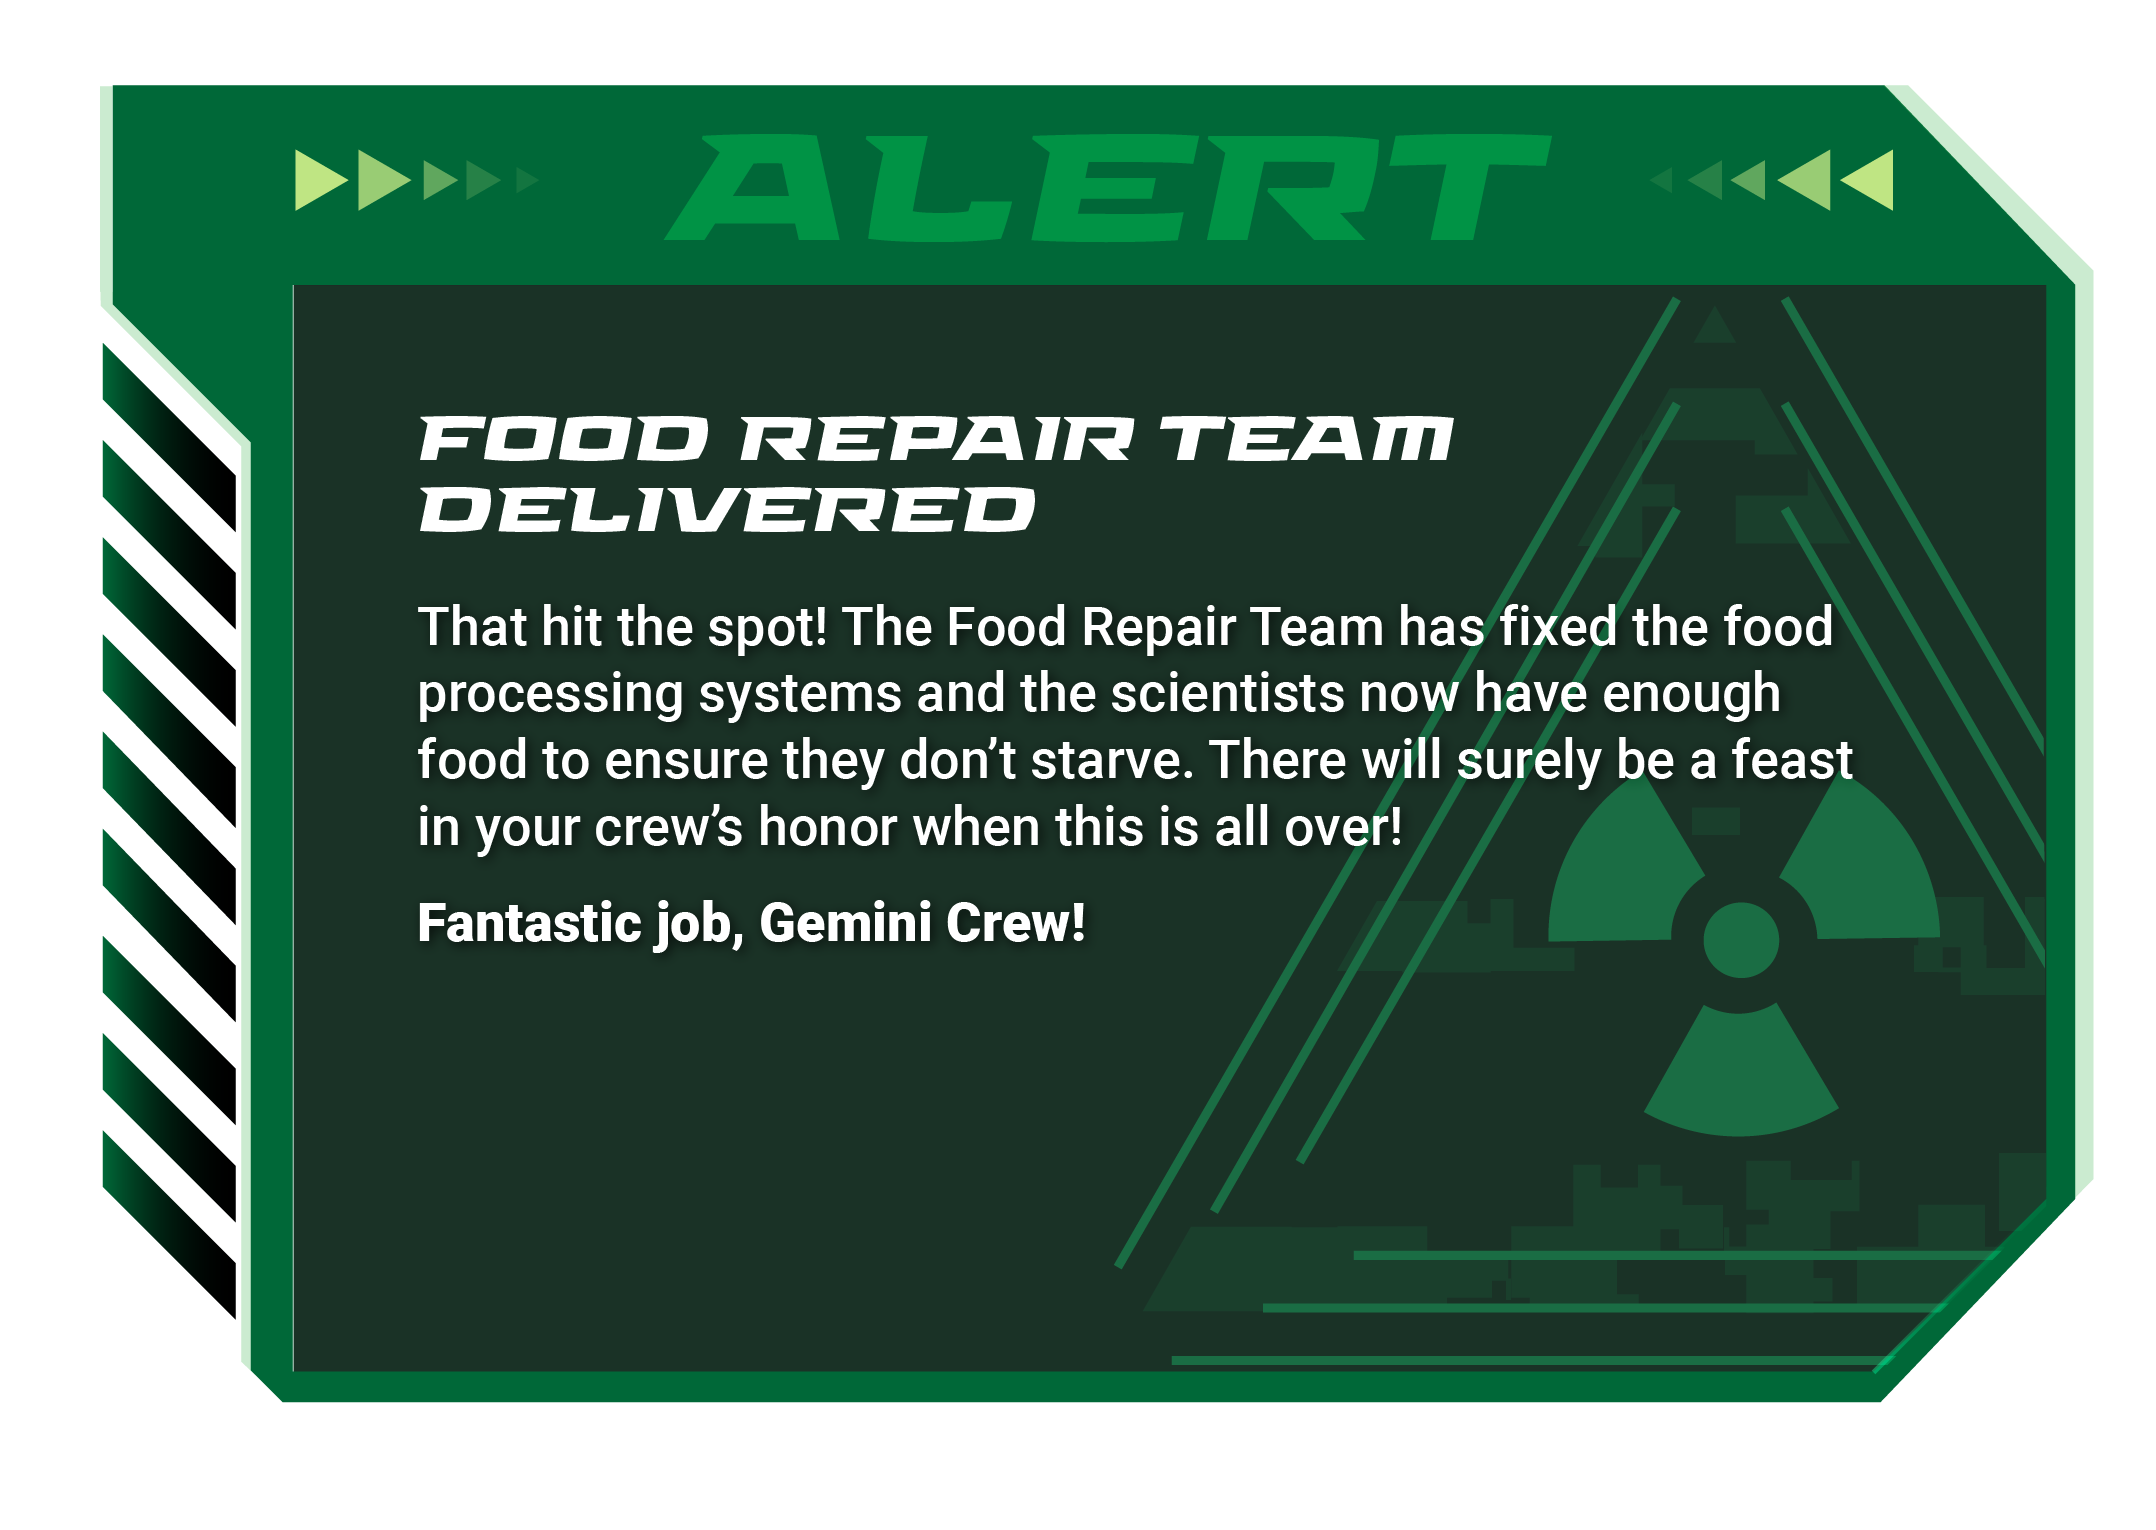 ALERT
FOOD REPAIR TEAM
DELIVERED
That hit the spot! The Food Repair Team has fixed the food
processing systems and the scientists now have enough
food to ensure they don’t starve. There will surely be a feast
in your crew’s honor when this is all over!
Fantastic job, Gemini Crew!